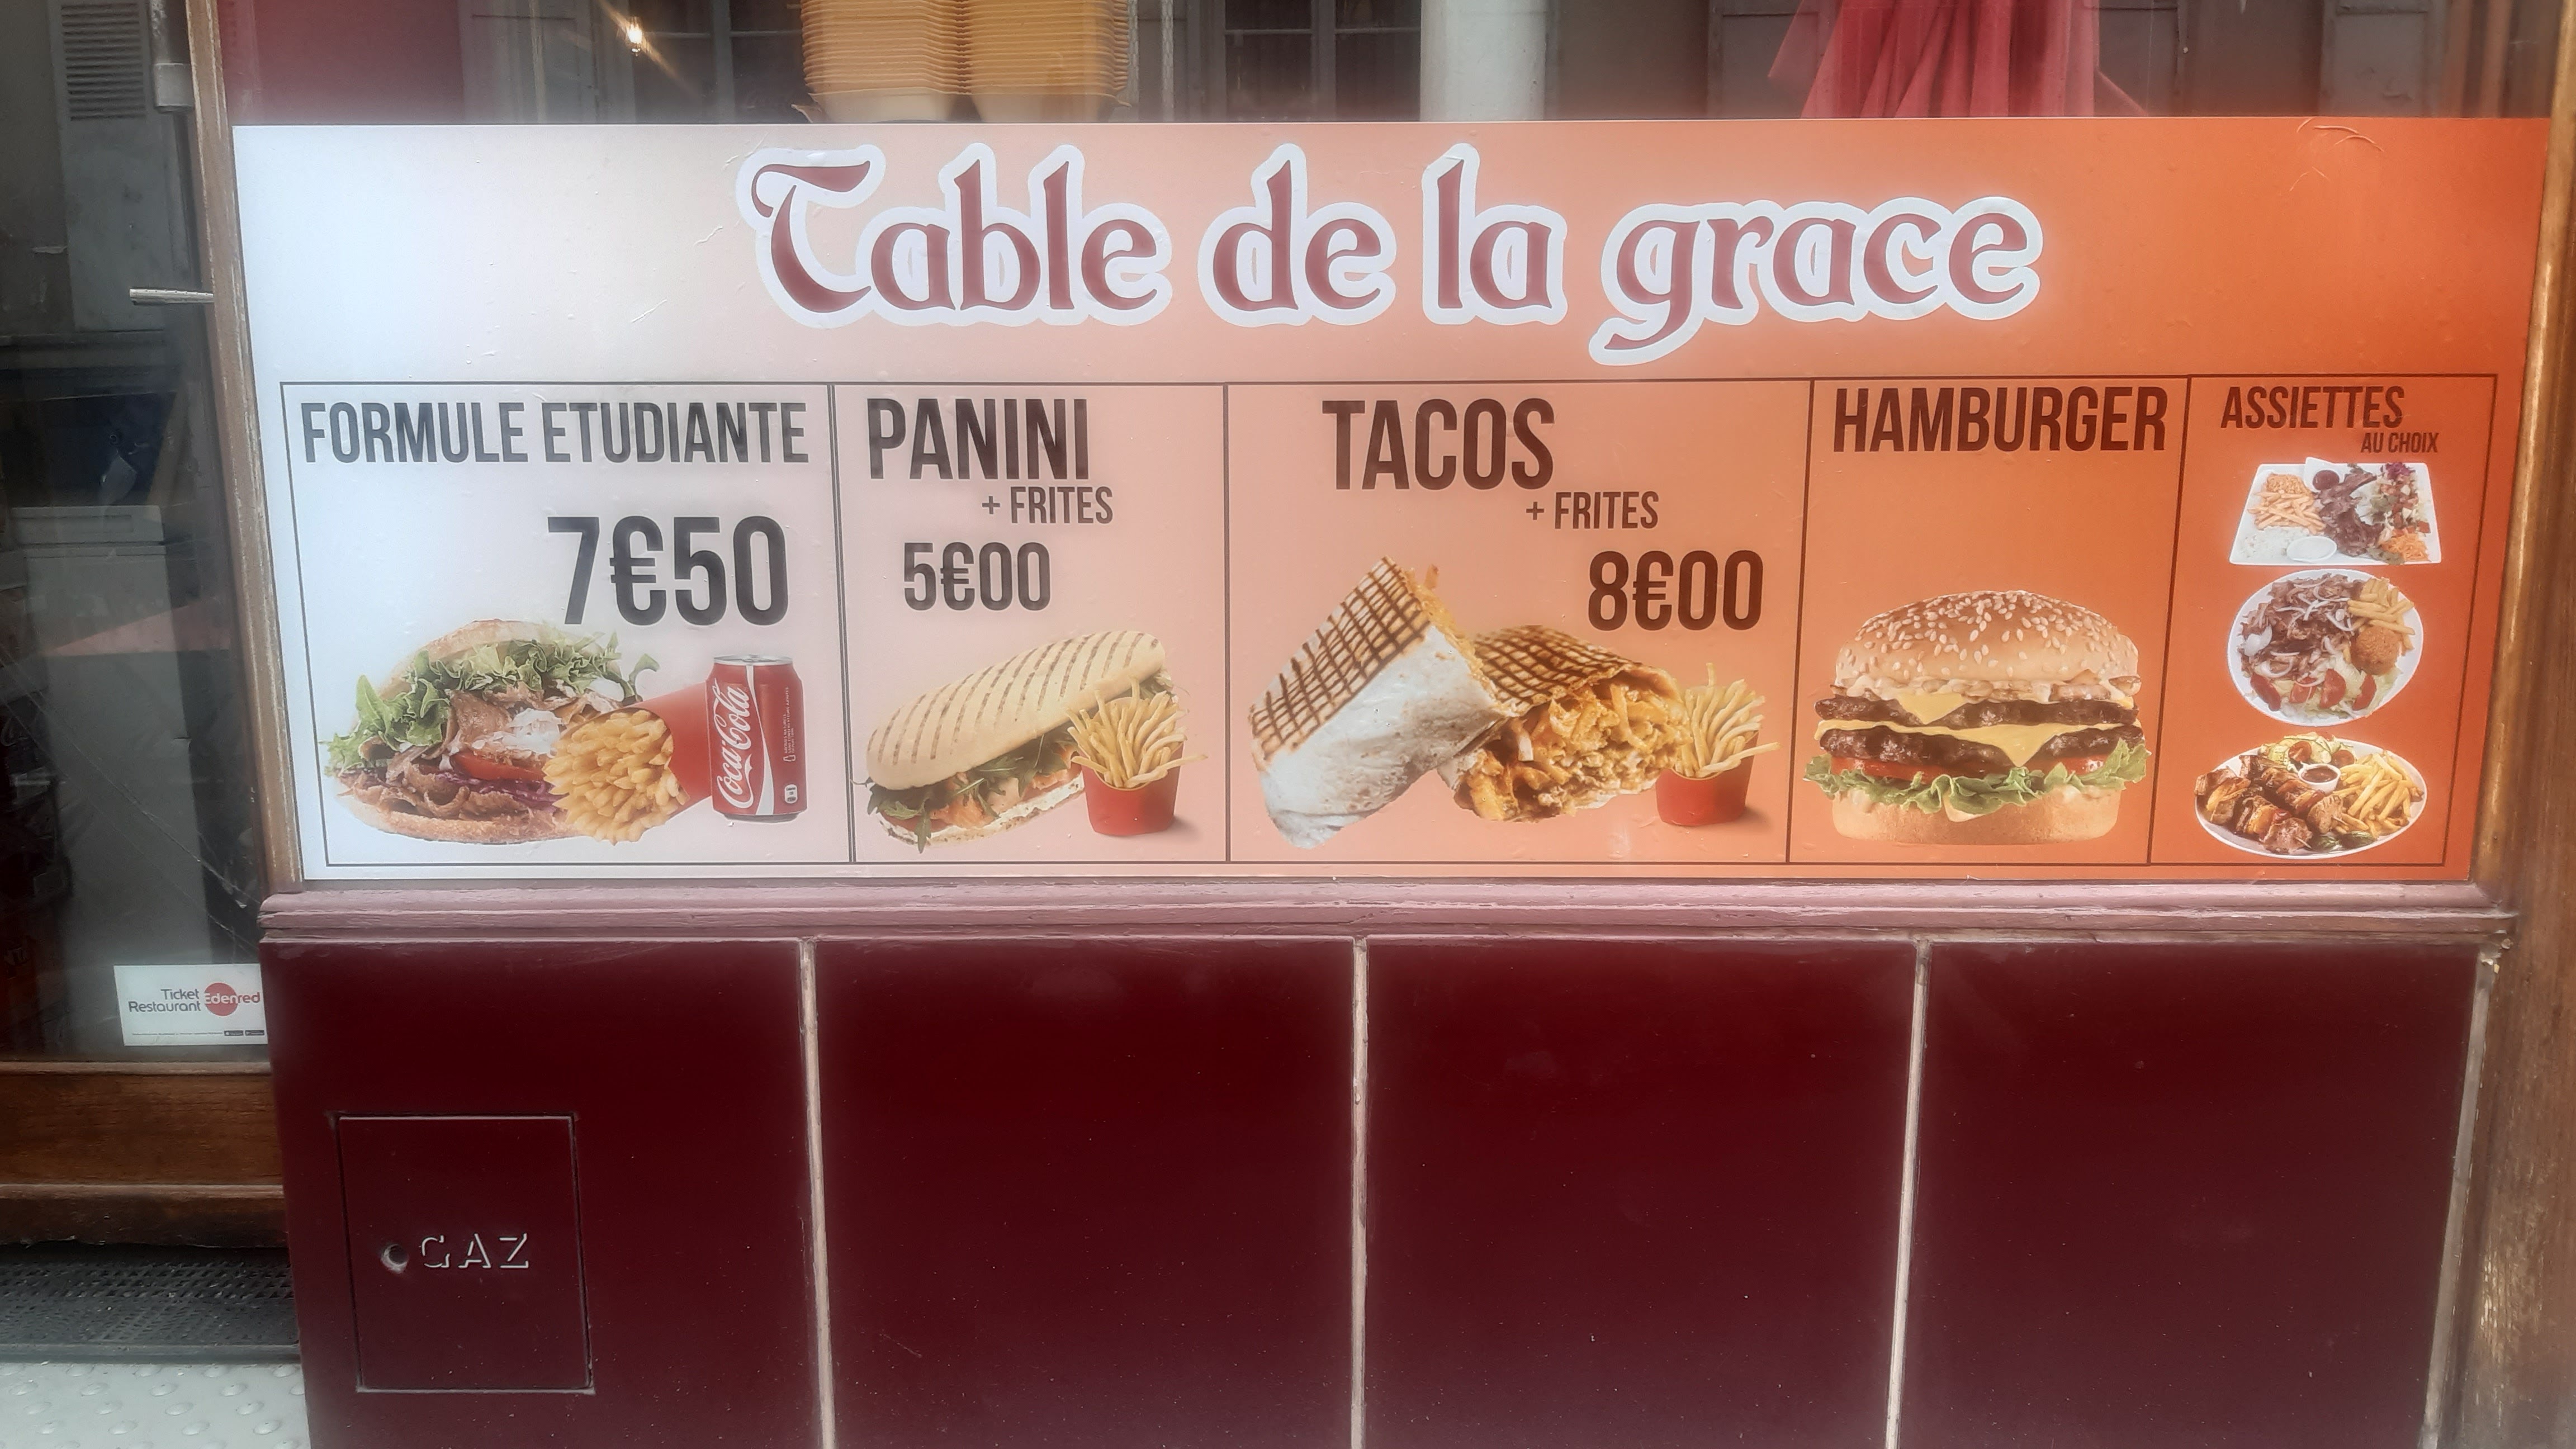 Table de la grace
FORMULE ETUDIANTE
7€50
Coca-Cola
PANINI
+ FRITES
5€00
TACOS
+ FRITES
8€00
HAMBURGER
ASSIETTES
AU CHOIX
Ticket
Restaurant
Edenred
GAZ